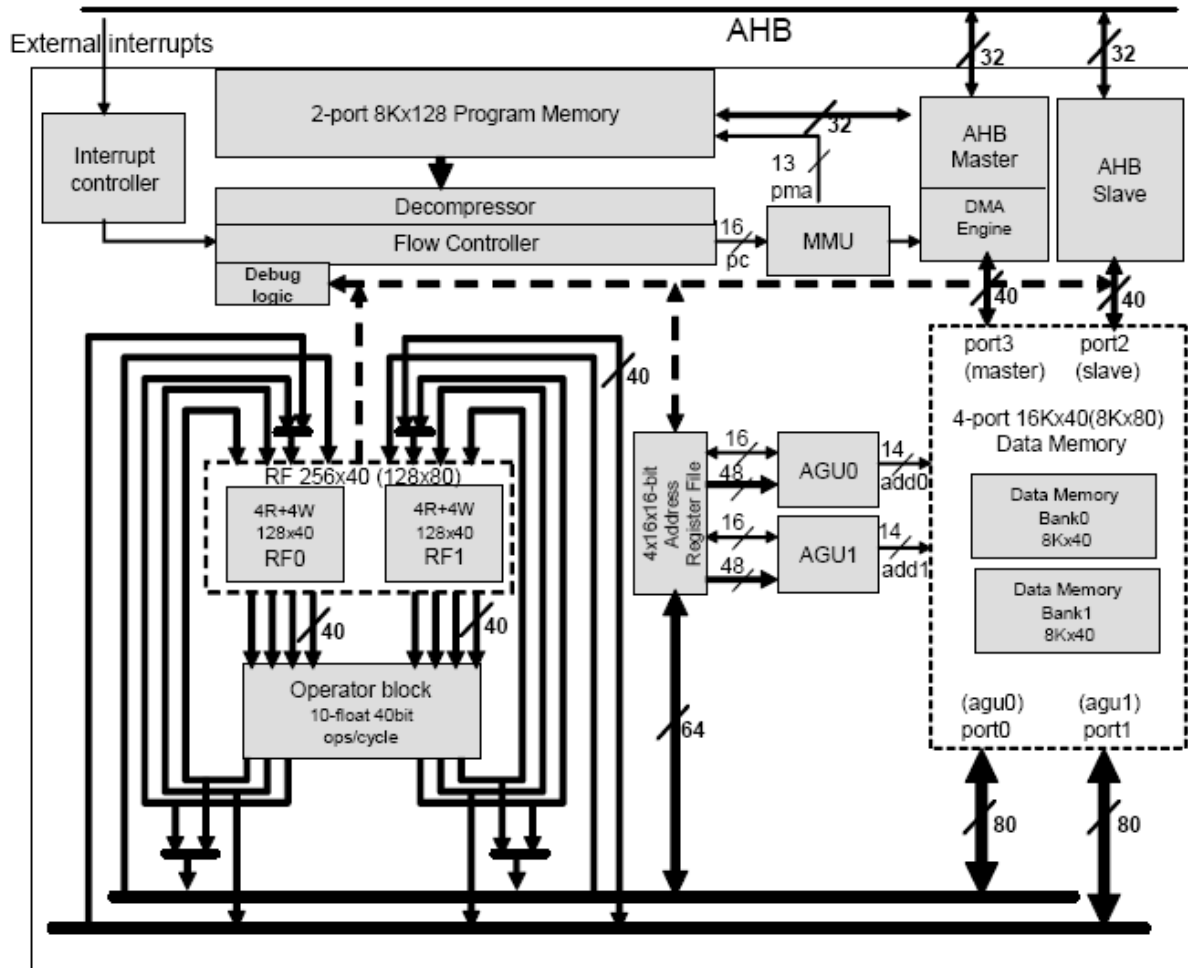 External interrupts
AHB
32
32
2-port 8Kx128 Program Memory
32
Interrupt
controller
AHB
Master
DMA
Engine
AHB
Slave
13
pma
Decompressor
Flow Controller
16
pc
MMU
Debug
logic
40
40
port3
(master)
port2
(slave)
40
4-port 16Kx40(8Kx80)
Data Memory
RF 256x40 (128x80)
4R+4W
128x40
RF0
4R+4W
128x40
RF1
4x16x16-bit
Address
Register File
16
48
AGU0
14
add0
16
48
AGU1
14
add1
Data Memory
Bank0
8Kx40
Data Memory
Bank1
8Kx40
40
40
Operator block
10-float 40bit
ops/cycle
(agu0)
port0
(agu1)
port1
64
80
80